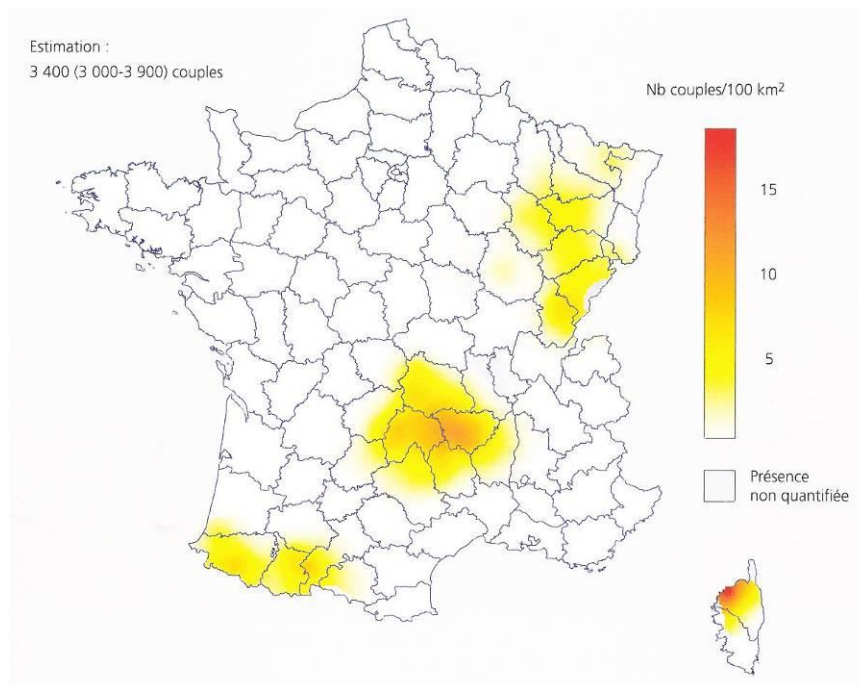 Estimation :
3 400 (3 000-3 900) couples
Nb couples/100 km²
15
10
5
Présence
non quantifiée